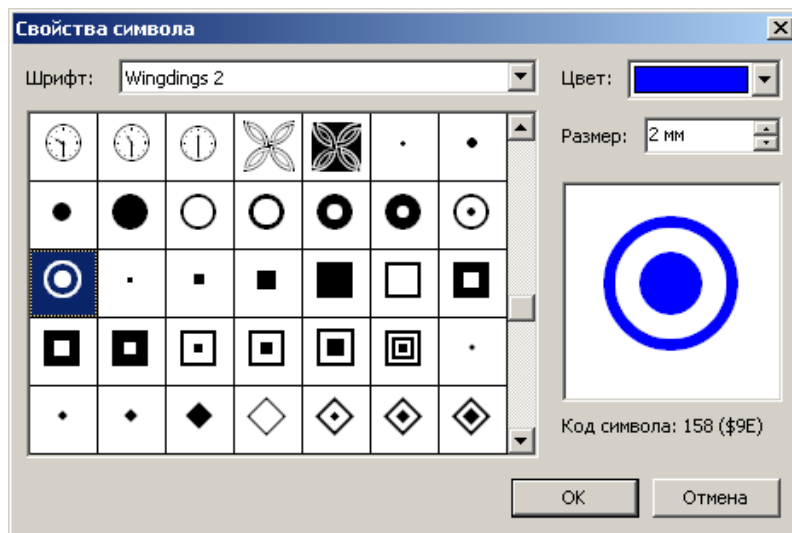 Свойства символа
Шрифт: Wingdings 2
Цвет:
Размер: 2 мм
Код символа: 158 ($9E)
OK Отмена